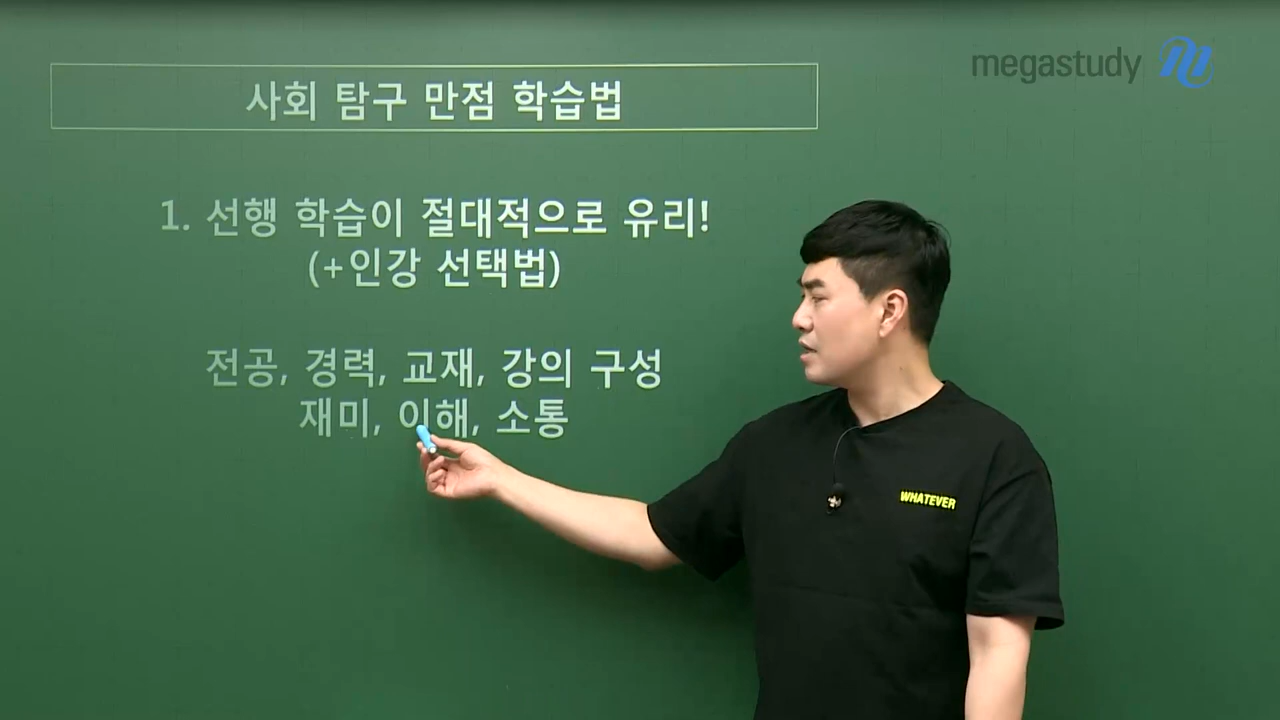 megastudy
사회 탐구 만점 학습법
1. 선행 학습이 절대적으로 유리!
(+인강 선택법)
전공, 경력, 교재, 강의 구성
재미, 이해, 소통
WHATEVER